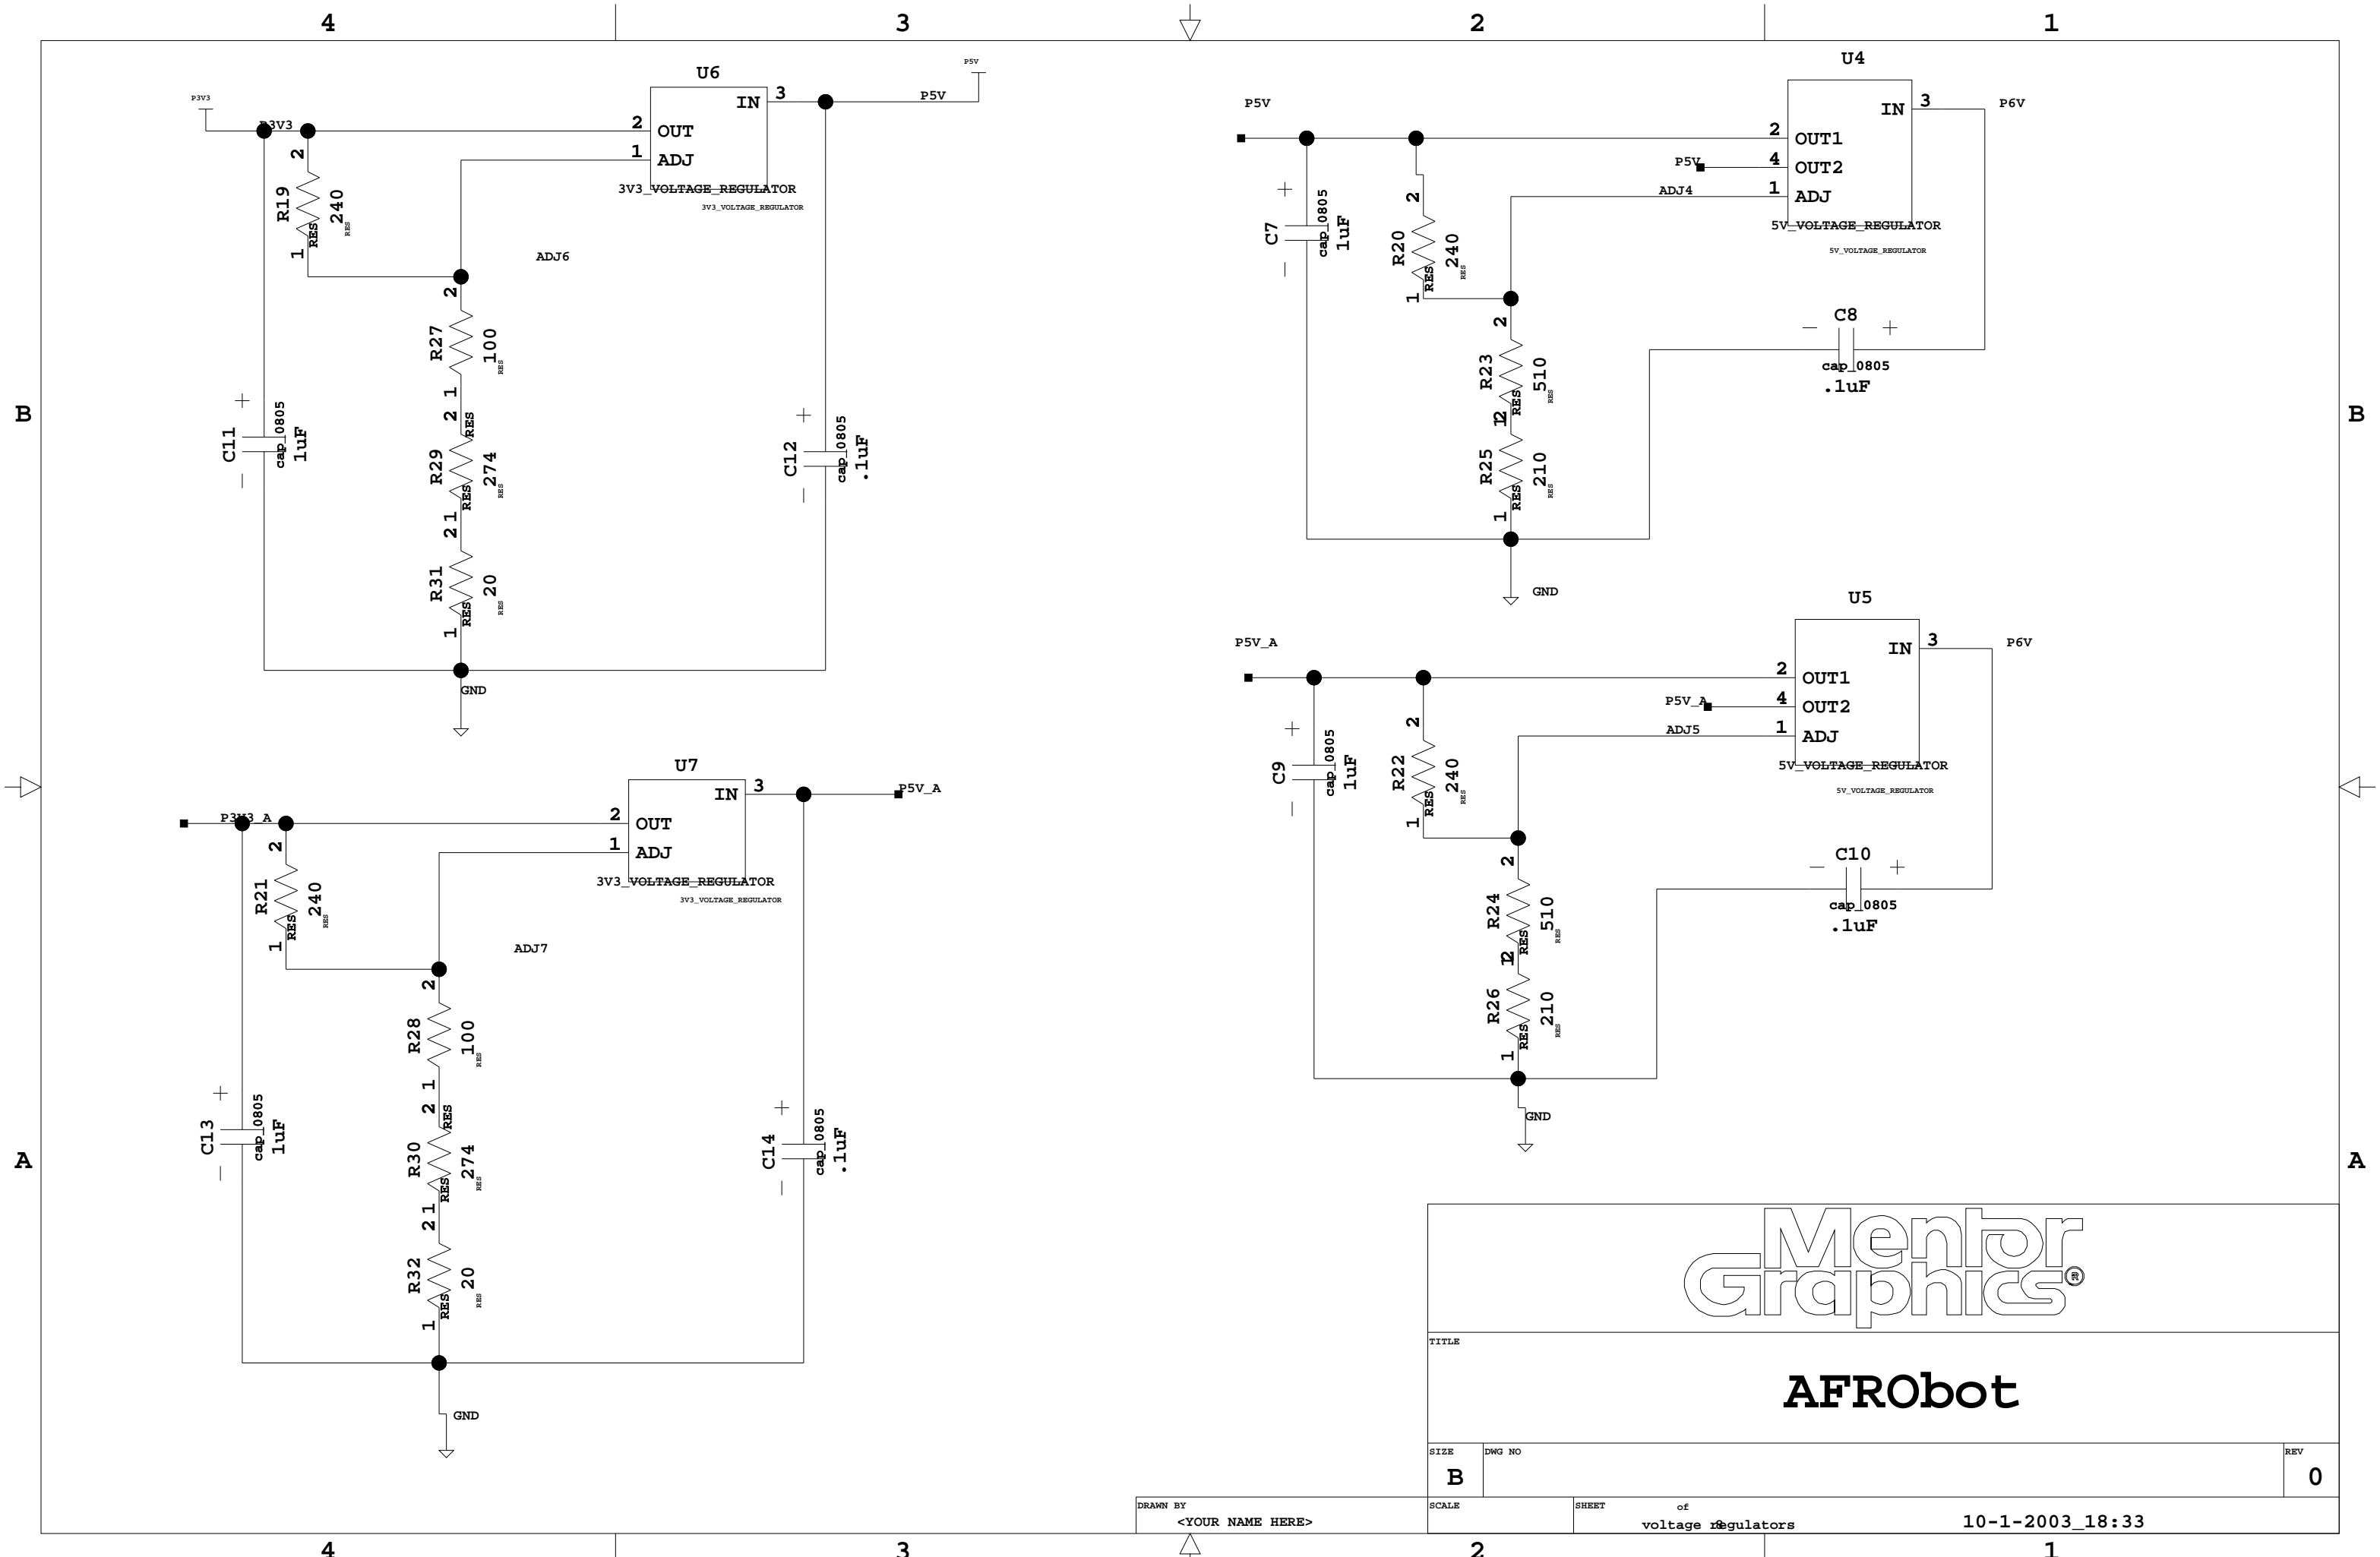 4
3
2
1
B
A
B
A
U6
P5V
P3V3
P3V3
IN
3
P5V
2
OUT
1
ADJ
3V3_VOLTAGE_REGULATOR
3V3_VOLTAGE_REGULATOR
2
R19
240
RES
RES
1
ADJ6
2
R27
100
RES
1
2
RES
R29
274
RES
RES
1
2
R31
20
RES
RES
1
C11
cap_0805
1uF
C12
cap_0805
.1uF
GND
U4
P5V
IN
3
P6V
2
OUT1
P5V
4
OUT2
ADJ4
1
ADJ
5V_VOLTAGE_REGULATOR
5V_VOLTAGE_REGULATOR
C7
cap_0805
1uF
2
R20
240
RES
RES
1
2
R23
510
RES
RES
1
2
R25
210
RES
RES
1
C8
cap_0805
.1uF
GND
U5
P5V_A
IN
3
P6V
2
OUT1
P5V_A
4
OUT2
ADJ5
1
ADJ
5V_VOLTAGE_REGULATOR
5V_VOLTAGE_REGULATOR
C9
cap_0805
1uF
2
R22
240
RES
RES
1
2
R24
510
RES
RES
1
2
R26
210
RES
RES
1
C10
cap_0805
.1uF
GND
U7
P3V3_A
IN
3
P5V_A
2
OUT
1
ADJ
3V3_VOLTAGE_REGULATOR
3V3_VOLTAGE_REGULATOR
2
R21
240
RES
RES
1
ADJ7
2
R28
100
RES
1
2
RES
R30
274
RES
RES
1
2
R32
20
RES
RES
1
C13
cap_0805
1uF
C14
cap_0805
.1uF
GND
Mentor
Graphics®
TITLE
AFRObot
SIZE
B
DWG NO
REV
0
DRAWN BY
<YOUR NAME HERE>
SCALE
SHEET
of
8
voltage regulators
10-1-2003_18:33
4
3
2
1